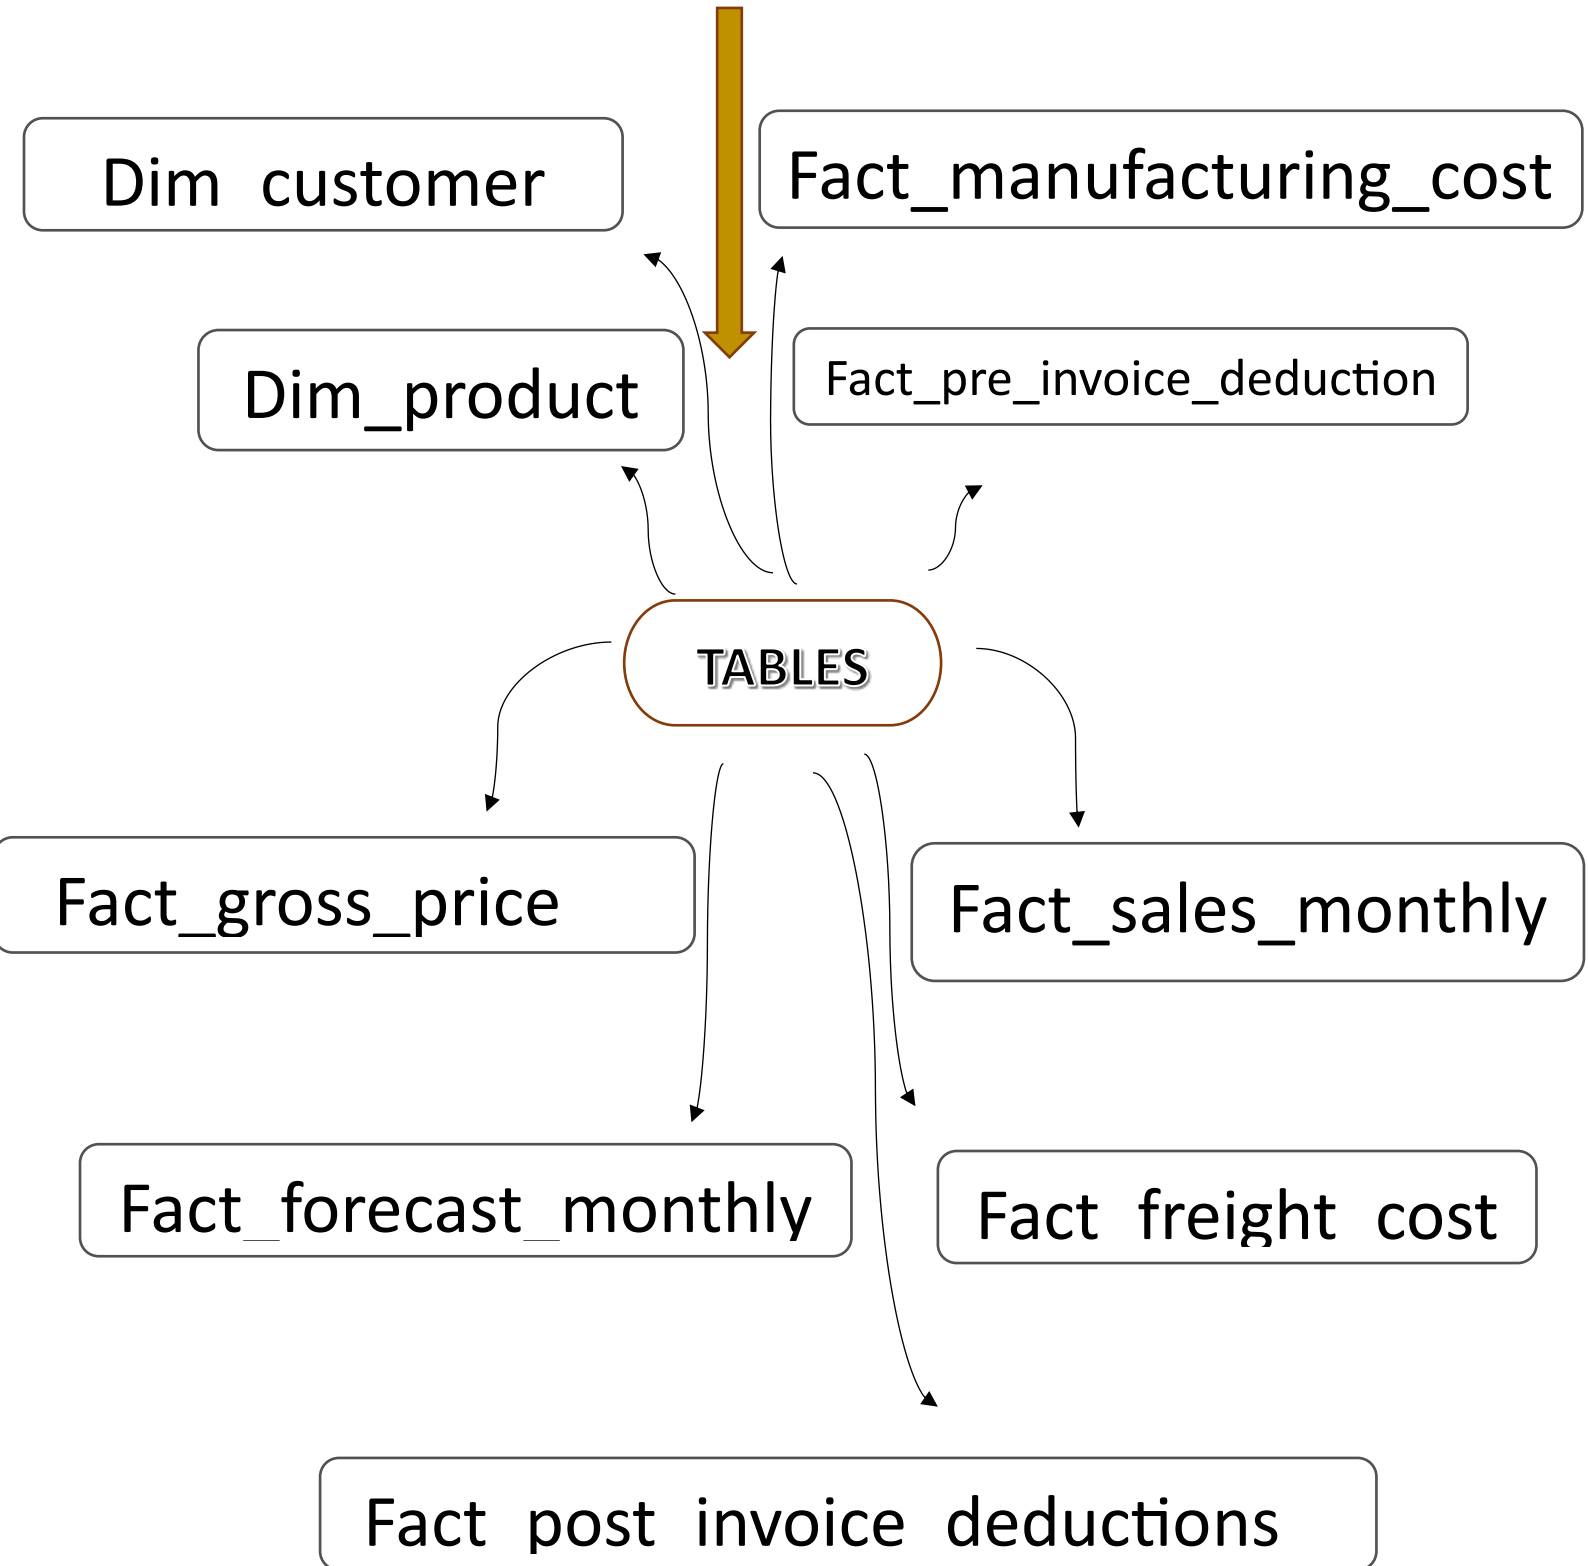 Dim customer
Fact_manufacturing_cost
Dim_product
Fact_pre_invoice_deduction
TABLES
Fact_gross_price
Fact_sales_monthly
Fact_forecast_monthly
Fact freight cost
Fact post invoice deductions